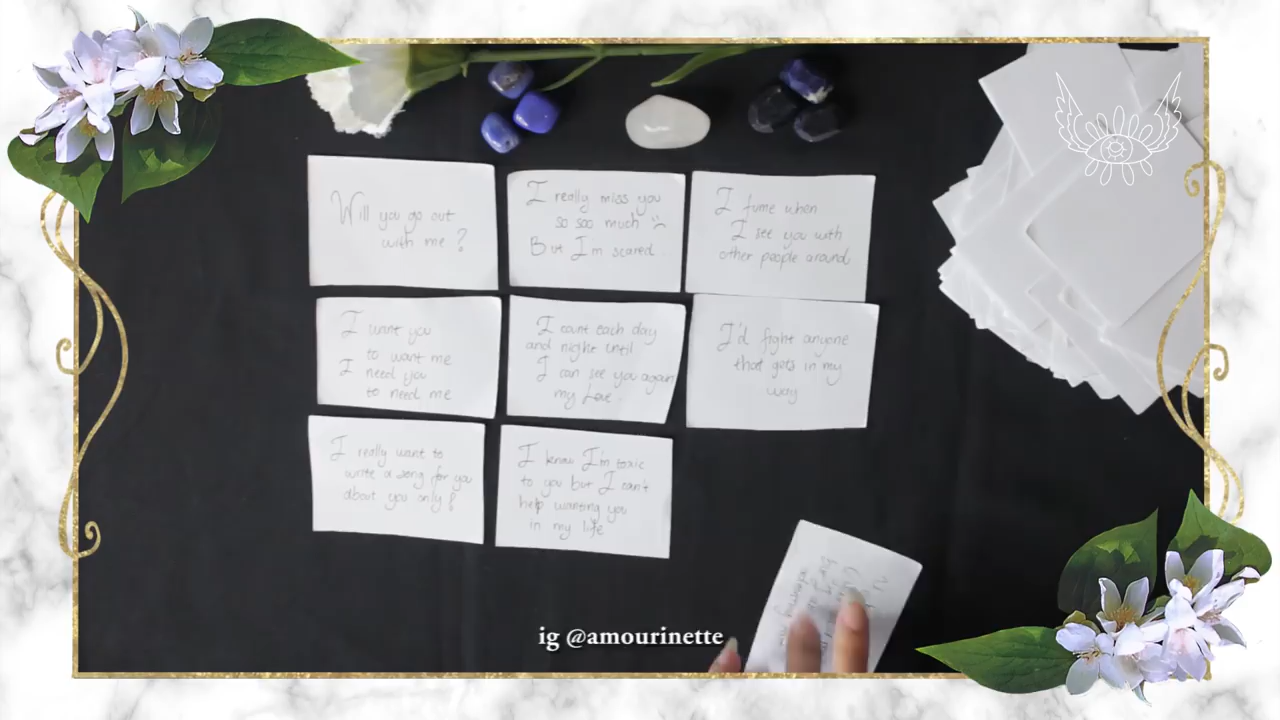 Will you go out
with me ?
I really miss you
so soo much :(
But I'm scared
I fume when
I see you with
other people around
I want you
to want me
I need you
to need me
I count each day
and night until
I can see you again
my Love
I'd fight anyone
that gets in my
way
I really want to
write a song for you
about you only!
I know I'm toxic
to you but I can't
help wanting you
in my life
ig @amourinette